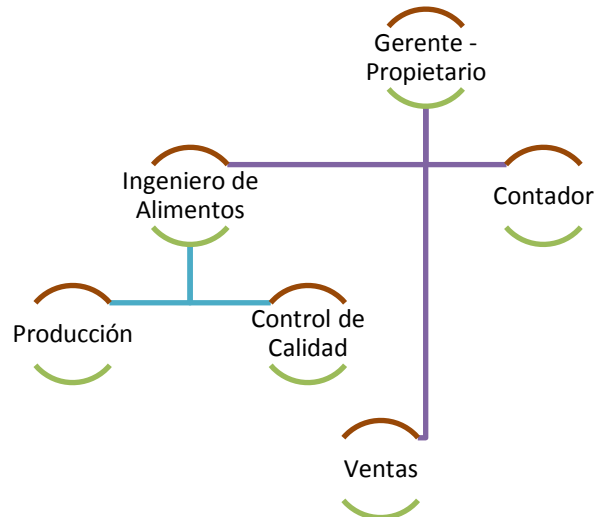 Gerente -
Propietario
Ingeniero de
Alimentos
Contador
Producción
Control de
Calidad
Ventas